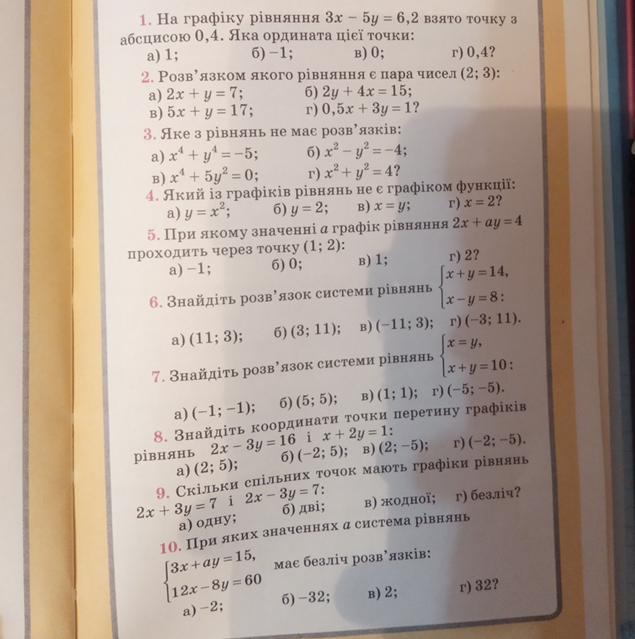 1. На графіку рівняння 3x − 5y = 6,2 взято точку з
абсцисою 0,4. Яка ордината цієї точки:
а) 1; б) −1; в) 0; г) 0,4?
2. Розв’язком якого рівняння є пара чисел (2; 3):
а) 2x + y = 7; б) 2y + 4x = 15;
в) 5x + y = 17; г) 0,5x + 3y = 1?
3. Яке з рівнянь не має розв’язків:
а) x⁴ + y⁴ = −5; б) x² − y² = −4;
в) x⁴ + 5y² = 0; г) x² + y² = 4?
4. Який із графіків рівнянь не є графіком функції:
а) y = x²; б) y = 2; в) x = y; г) x = 2?
5. При якому значенні a графік рівняння 2x + ay = 4
проходить через точку (1; 2):
а) −1; б) 0; в) 1; г) 2?
6. Знайдіть розв’язок системи рівнянь { x + y = 14,
x − y = 8:
а) (11; 3); б) (3; 11); в) (−11; 3); г) (−3; 11).
7. Знайдіть розв’язок системи рівнянь { x = y,
x + y = 10:
а) (−1; −1); б) (5; 5); в) (1; 1); г) (−5; −5).
8. Знайдіть координати точки перетину графіків
рівнянь 2x − 3y = 16 і x + 2y = 1:
а) (2; 5); б) (−2; 5); в) (2; −5); г) (−2; −5).
9. Скільки спільних точок мають графіки рівнянь
2x + 3y = 7 і 2x − 3y = 7:
а) одну; б) дві; в) жодної; г) безліч?
10. При яких значеннях a система рівнянь
{ 3x + ay = 15,
12x − 8y = 60 має безліч розв’язків:
а) −2; б) −32; в) 2; г) 32?